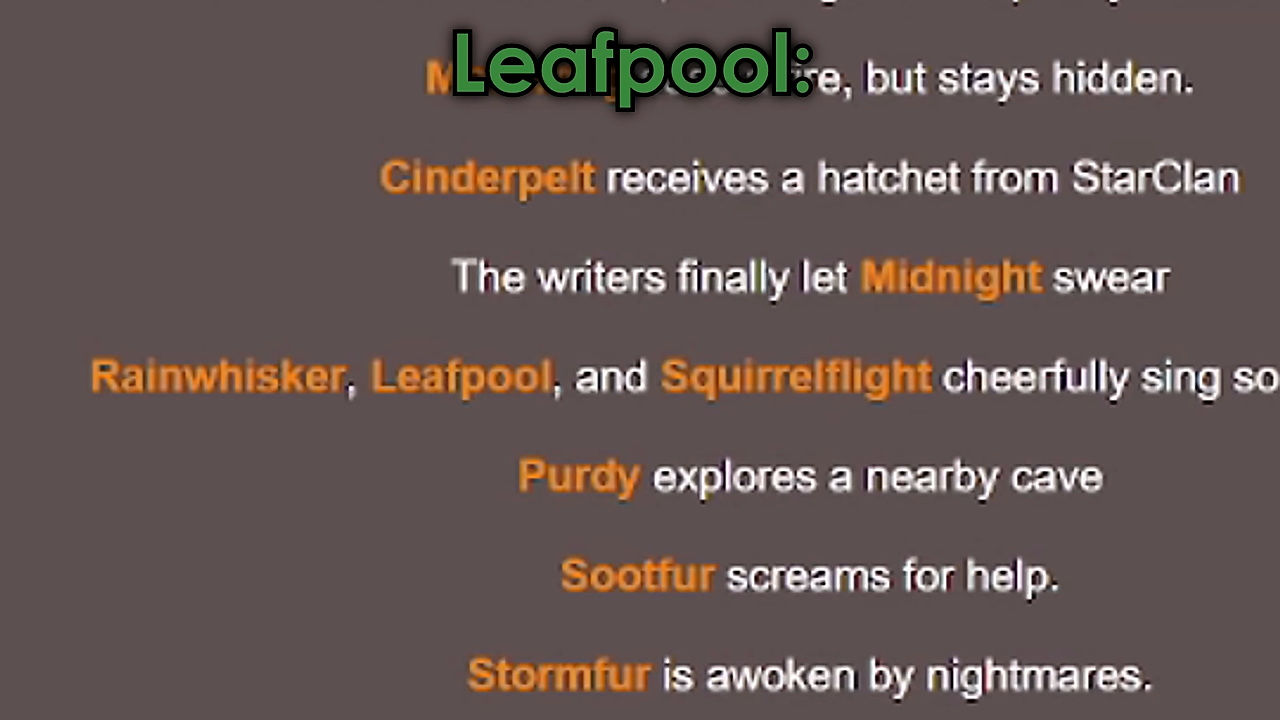 Leafpool:
re, but stays hidden.
Cinderpelt receives a hatchet from StarClan
The writers finally let Midnight swear
Rainwhisker, Leafpool, and Squirrelflight cheerfully sing so
Purdy explores a nearby cave
Sootfur screams for help.
Stormfur is awoken by nightmares.